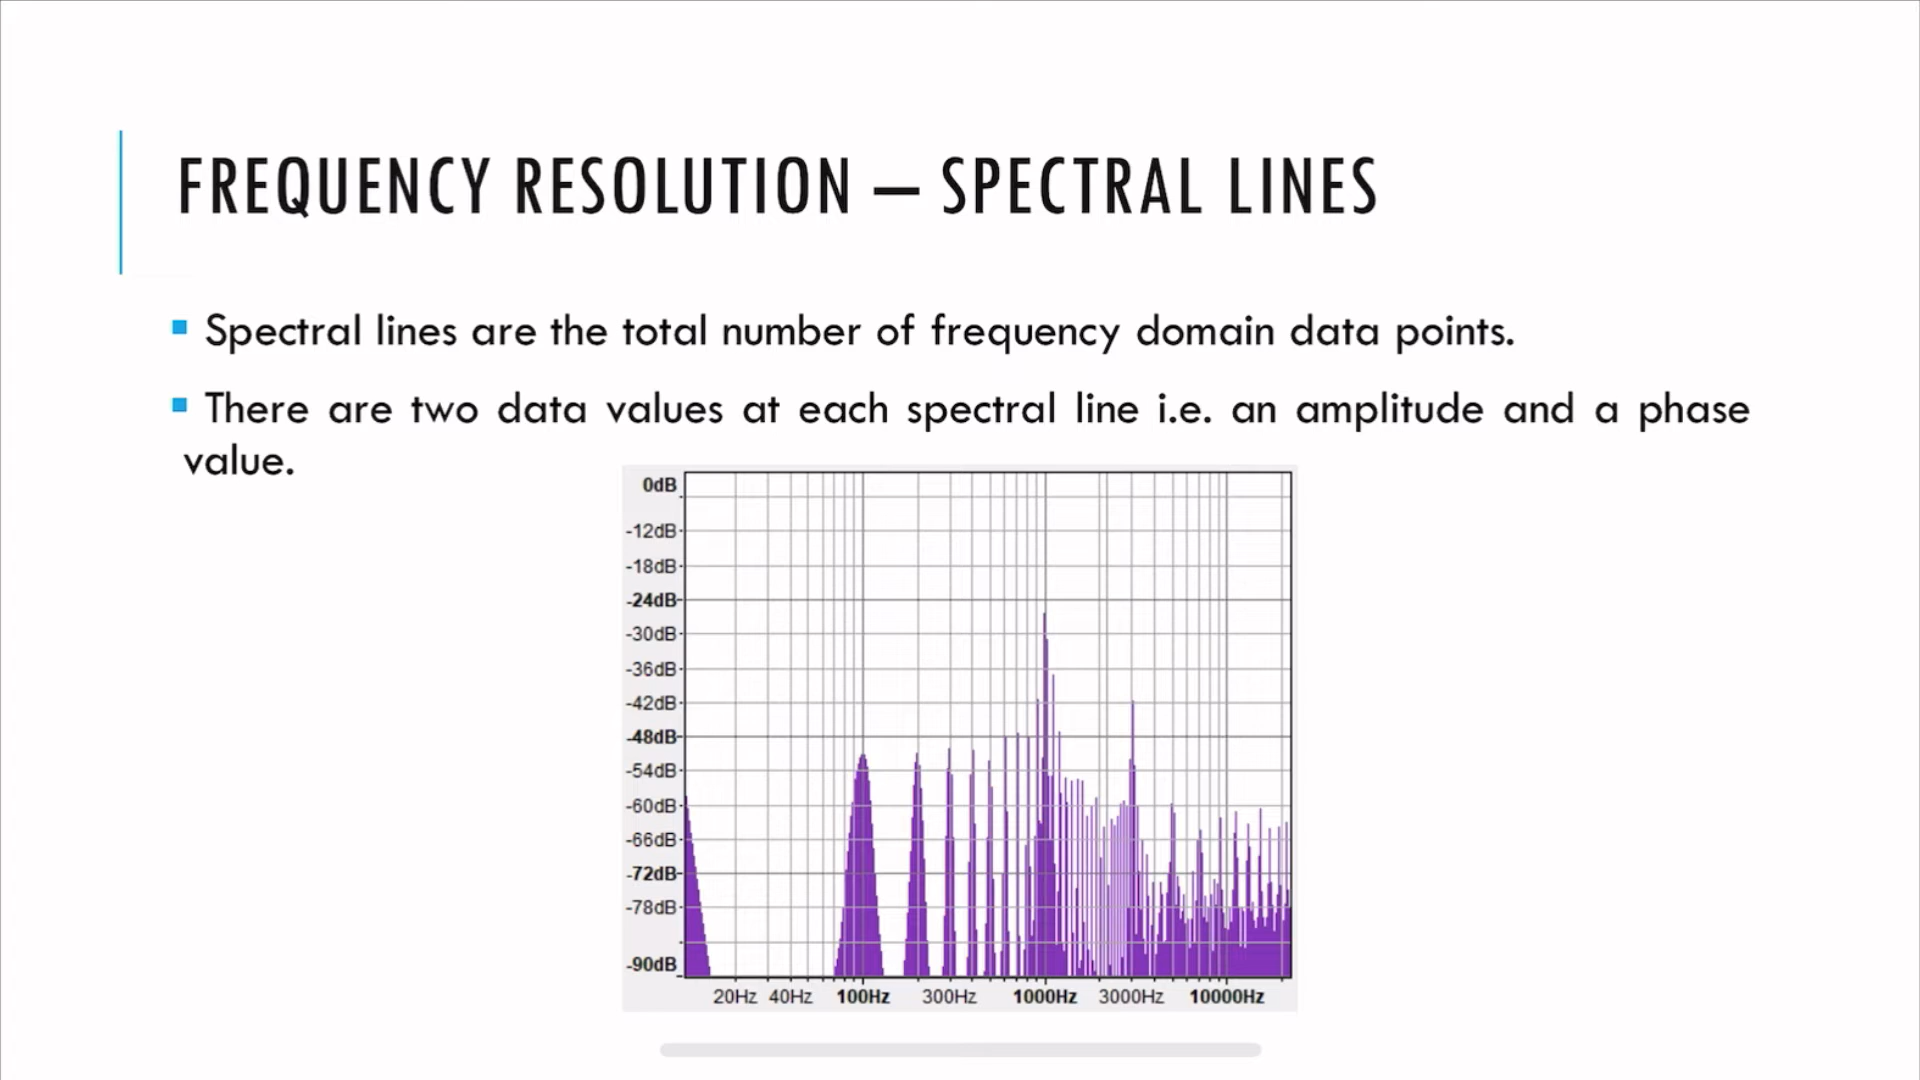 FREQUENCY RESOLUTION – SPECTRAL LINES
Spectral lines are the total number of frequency domain data points.
There are two data values at each spectral line i.e. an amplitude and a phase
value.
0dB
-12dB
-18dB
-24dB
-30dB
-36dB
-42dB
-48dB
-54dB
-60dB
-66dB
-72dB
-78dB
-90dB
20Hz 40Hz 100Hz 300Hz 1000Hz 3000Hz 10000Hz